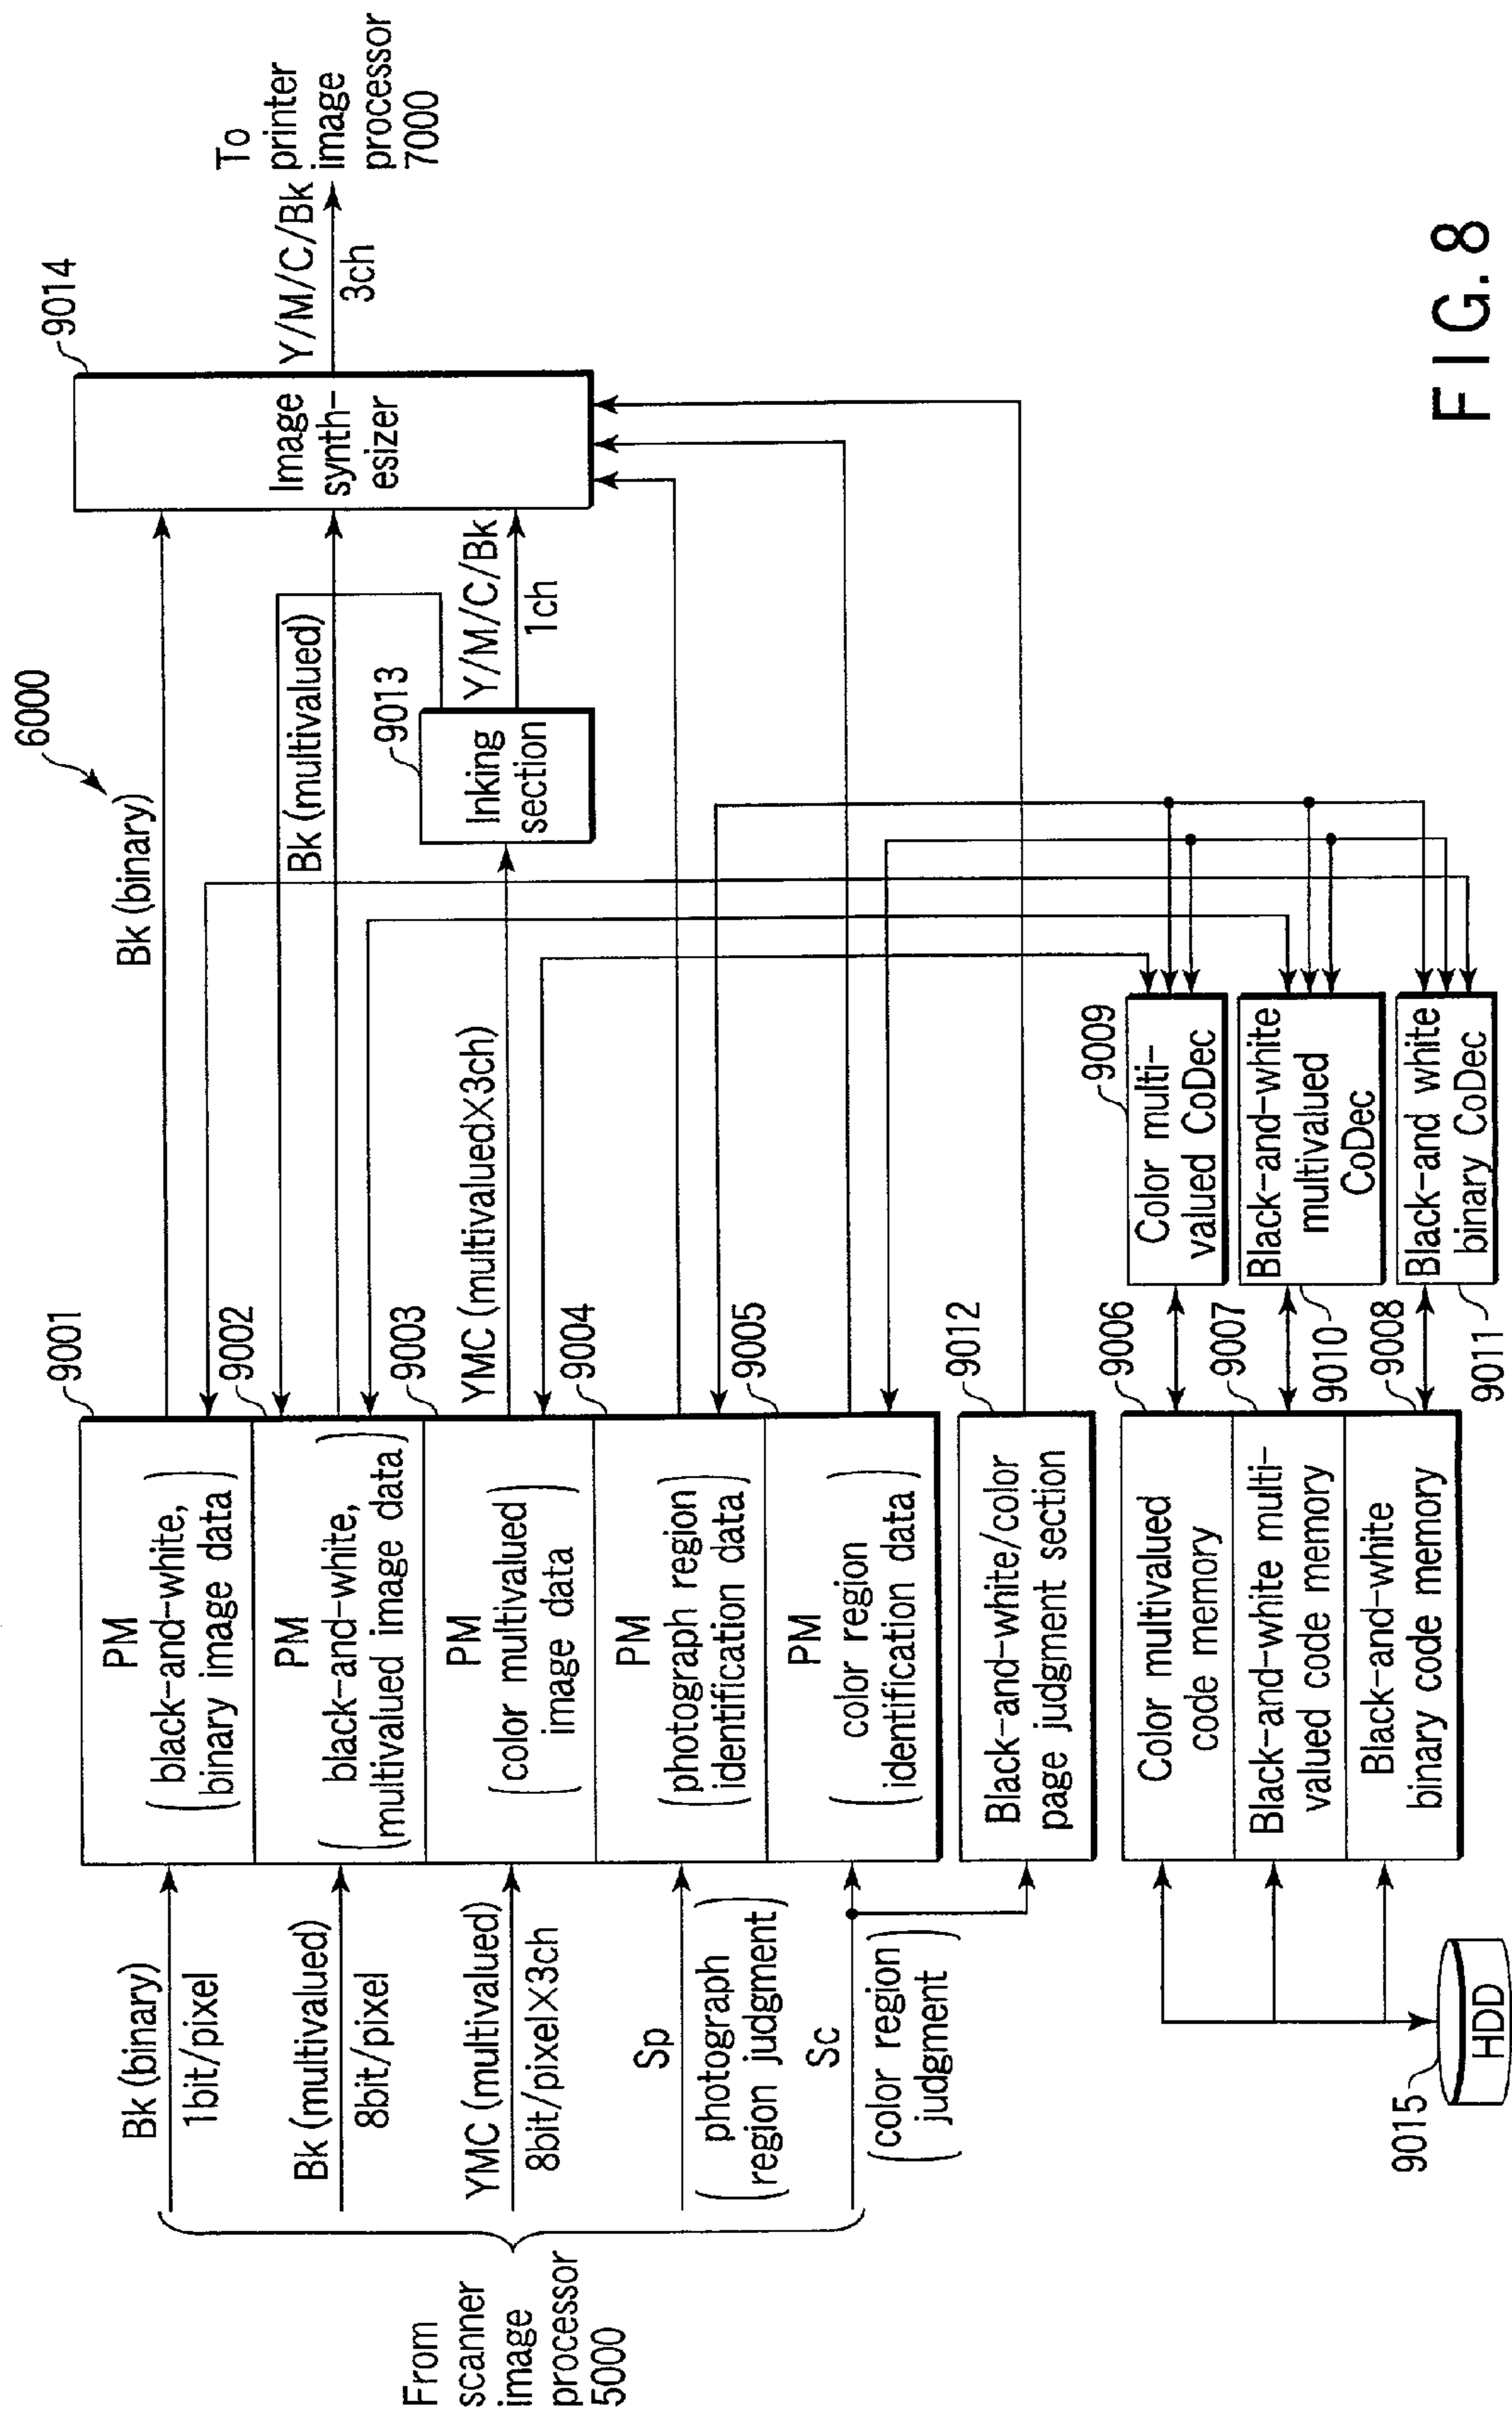 6000
From
scanner
image
processor
5000
Bk (binary)
1bit/pixel
Bk (multivalued)
8bit/pixel
YMC (multivalued)
8bit/pixel×3ch
Sp
(photograph
region judgment)
Sc
(color region
judgment)
9001
PM
(black-and-white,
binary image data)
9002
PM
(black-and-white,
multivalued image data)
9003
PM
(color multivalued
image data)
9004
PM
(photograph region
identification data)
9005
PM
(color region
identification data)
9012
Black-and-white/color
page judgment section
9006
Color multivalued
code memory
9007
Black-and-white multi-
valued code memory
9008
Black-and-white
binary code memory
9015
HDD
9009
Color multi-
valued CoDec
9010
Black-and-white
multivalued
CoDec
9011
Black-and white
binary CoDec
Bk (binary)
Bk (multivalued)
YMC (multivalued×3ch)
9013
Inking
section
Y/M/C/Bk
1ch
9014
Image
synth-
esizer
Y/M/C/Bk
3ch
To
printer
image
processor
7000
FIG. 8